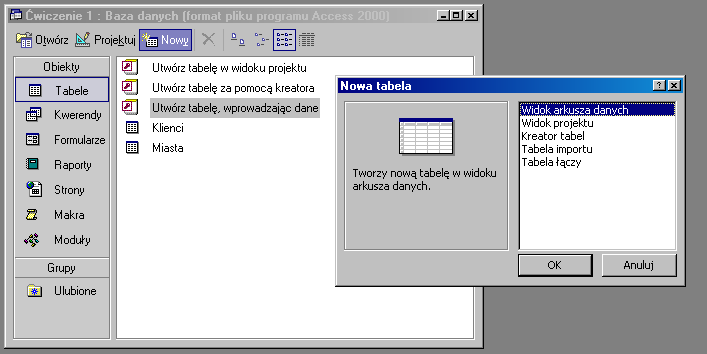 Ćwiczenie 1 : Baza danych (format pliku programu Access 2000)
Otwórz Projektuj Nowy
Obiekty
Tabele
Kwerendy
Formularze
Raporty
Strony
Makra
Moduły
Grupy
Ulubione
Utwórz tabelę w widoku projektu
Utwórz tabelę za pomocą kreatora
Utwórz tabelę, wprowadzając dane
Klienci
Miasta
Nowa tabela
Tworzy nową tabelę w widoku
arkusza danych.
Widok arkusza danych
Widok projektu
Kreator tabel
Tabela importu
Tabela łączy
OK Anuluj